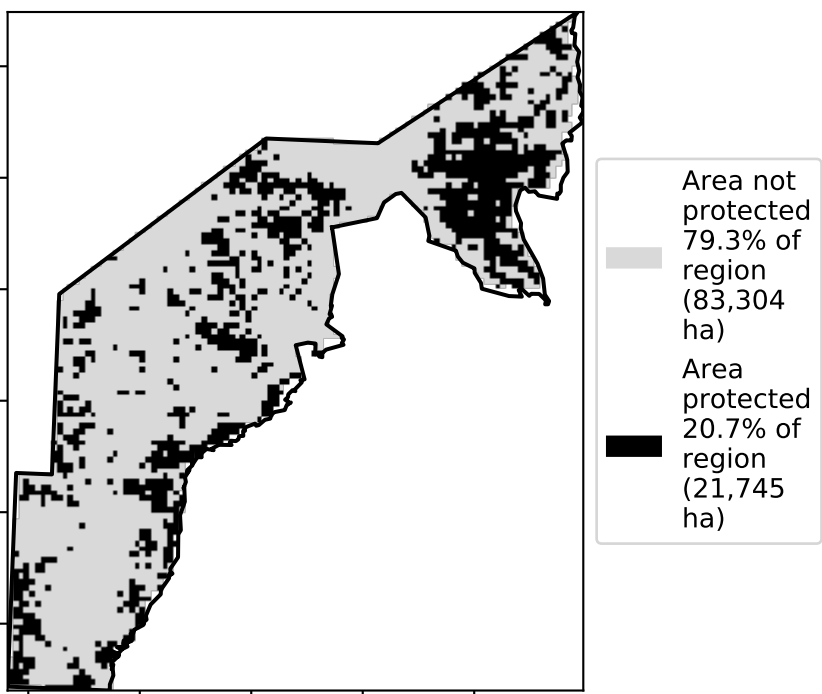 Area not
protected
79.3% of
region
(83,304
ha)
Area
protected
20.7% of
region
(21,745
ha)